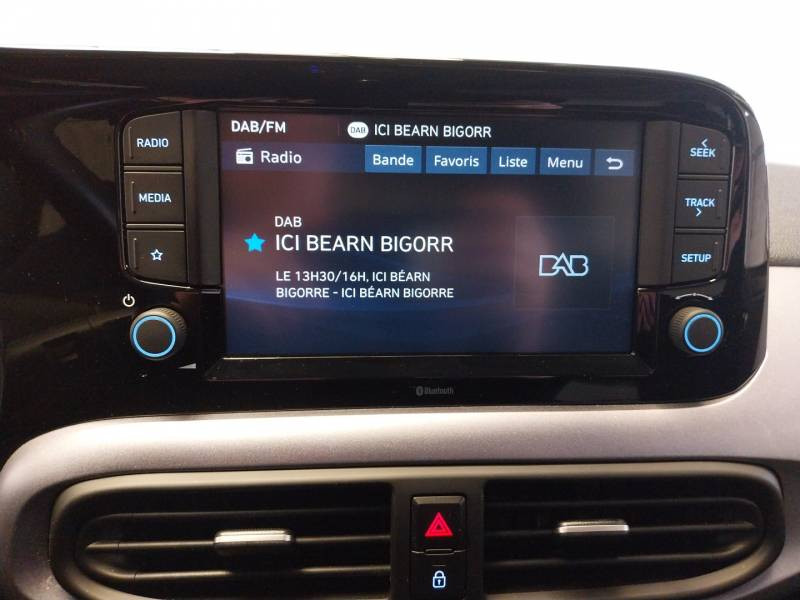 DAB/FM DAB ICI BEARN BIGORR
Radio Bande Favoris Liste Menu
DAB
ICI BEARN BIGORR
LE 13H30/16H, ICI BÉARN
BIGORRE - ICI BÉARN BIGORRE
DAB
RADIO
MEDIA
SEEK
TRACK
SETUP
Bluetooth